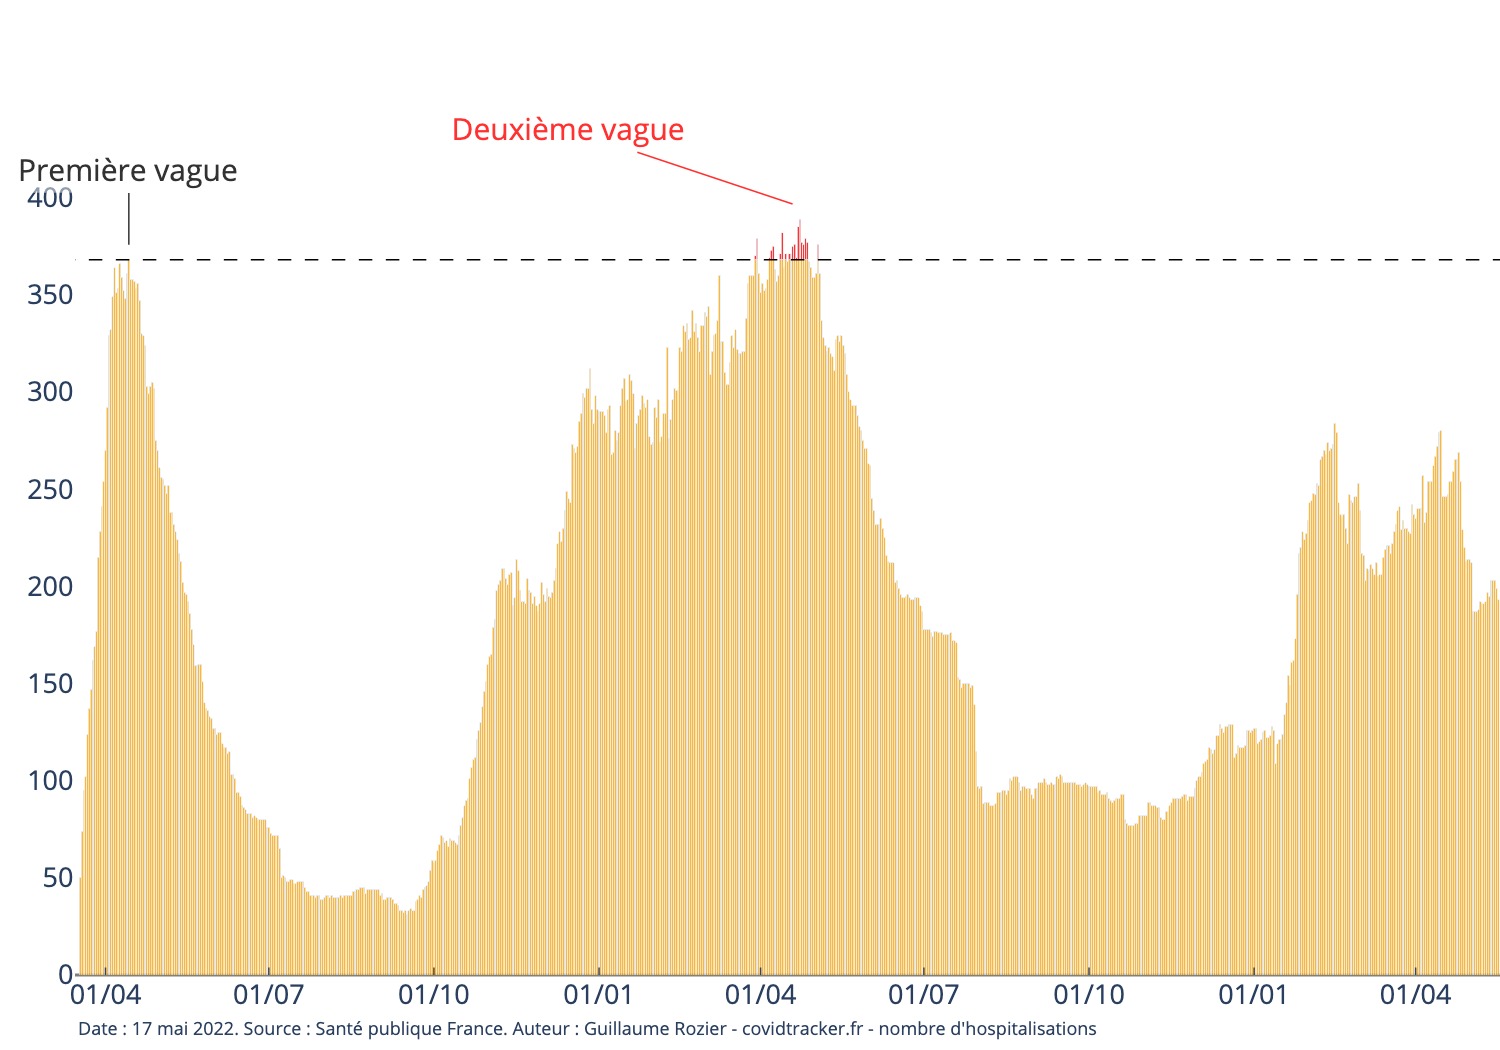 Deuxième vague
Première vague
400
350
300
250
200
150
100
50
0
01/04 01/07 01/10 01/01 01/04 01/07 01/10 01/01 01/04
Date : 17 mai 2022. Source : Santé publique France. Auteur : Guillaume Rozier - covidtracker.fr - nombre d'hospitalisations